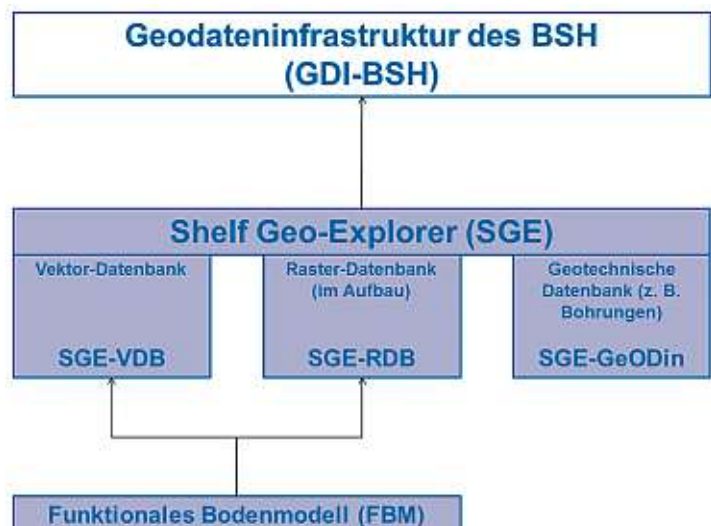 Geodateninfrastruktur des BSH
(GDI-BSH)
Shelf Geo-Explorer (SGE)
Vektor-Datenbank
SGE-VDB
Raster-Datenbank
(im Aufbau)
SGE-RDB
Geotechnische
Datenbank (z. B.
Bohrungen)
SGE-GeODin
Funktionales Bodenmodell (FBM)